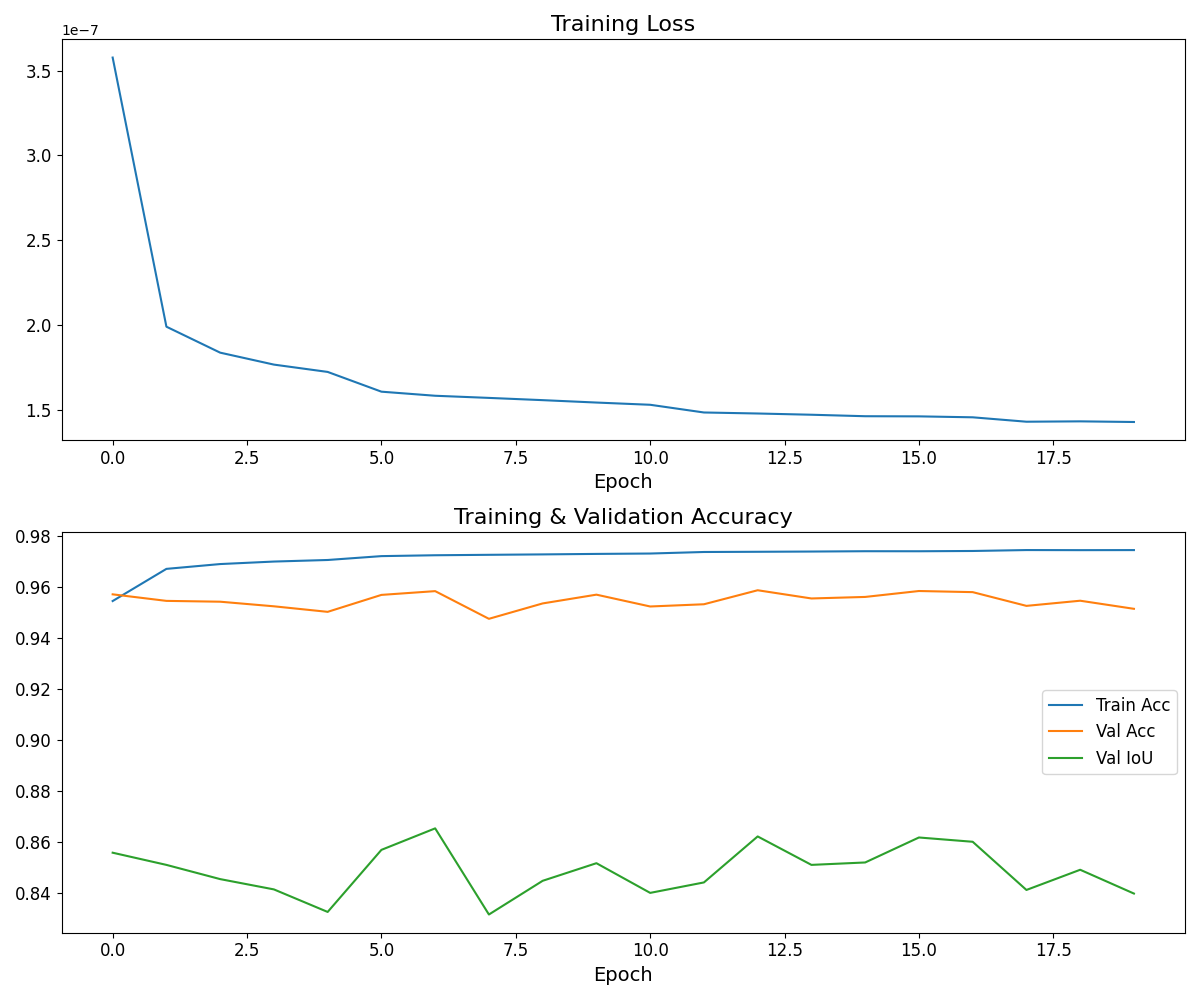 Training Loss
1e−7
3.5
3.0
2.5
2.0
1.5
0.0 2.5 5.0 7.5 10.0 12.5 15.0 17.5
Epoch
Training & Validation Accuracy
0.98
0.96
0.94
0.92
0.90
0.88
0.86
0.84
Train Acc
Val Acc
Val IoU
0.0 2.5 5.0 7.5 10.0 12.5 15.0 17.5
Epoch